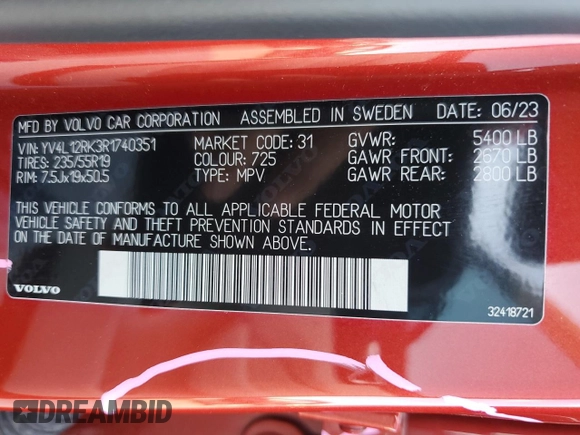 MFD BY VOLVO CAR CORPORATION ASSEMBLED IN SWEDEN DATE: 06/23
VIN: YV4L12RK3R1740351 MARKET CODE: 31 GVWR: 5400 LB
TIRES: 235/55R19 COLOUR: 725 GAWR FRONT: 2670 LB
RIM: 7.5Jx19x50.5 TYPE: MPV GAWR REAR: 2800 LB
THIS VEHICLE CONFORMS TO ALL APPLICABLE FEDERAL MOTOR
VEHICLE SAFETY AND THEFT PREVENTION STANDARDS IN EFFECT
ON THE DATE OF MANUFACTURE SHOWN ABOVE.
VOLVO
32418721
DREAMBID